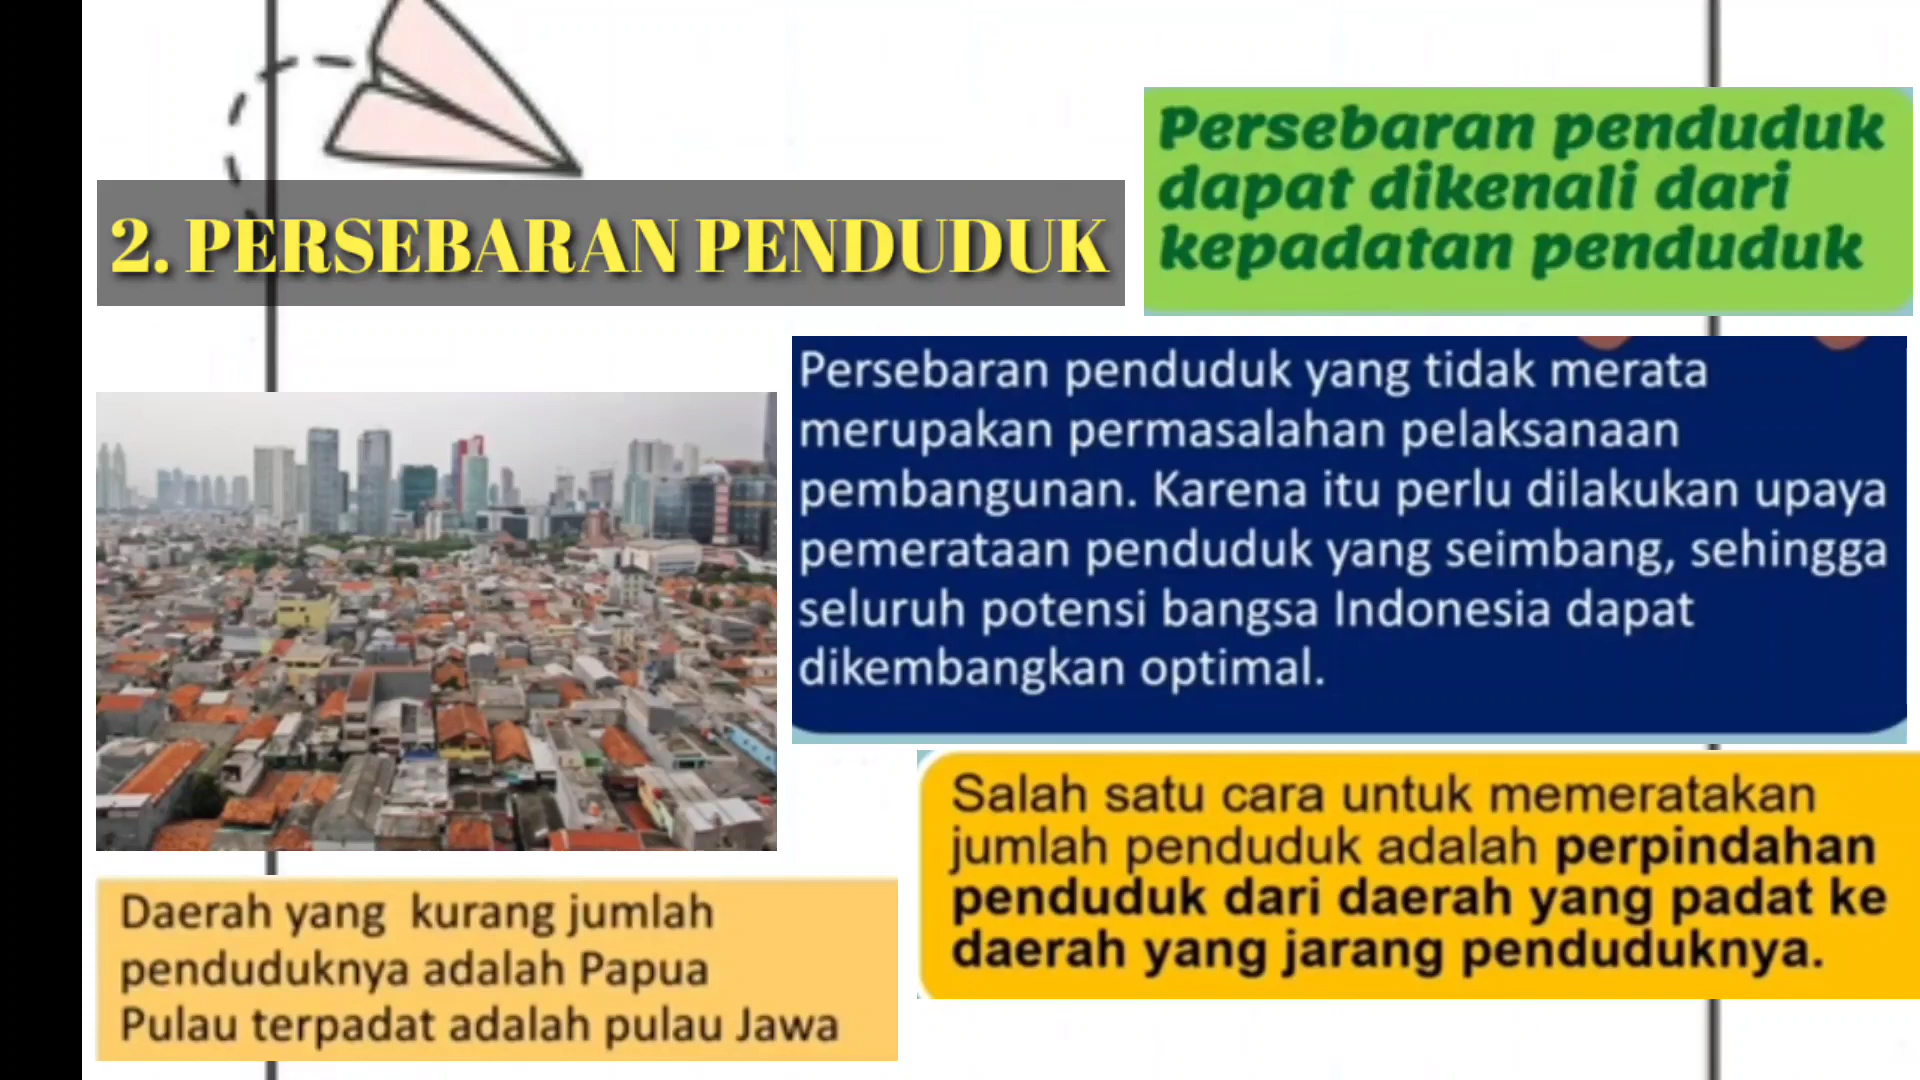 2. PERSEBARAN PENDUDUK
Persebaran penduduk
dapat dikenali dari
kepadatan penduduk
Persebaran penduduk yang tidak merata
merupakan permasalahan pelaksanaan
pembangunan. Karena itu perlu dilakukan upaya
pemerataan penduduk yang seimbang, sehingga
seluruh potensi bangsa Indonesia dapat
dikembangkan optimal.
Salah satu cara untuk memeratakan
jumlah penduduk adalah perpindahan
penduduk dari daerah yang padat ke
daerah yang jarang penduduknya.
Daerah yang kurang jumlah
penduduknya adalah Papua
Pulau terpadat adalah pulau Jawa